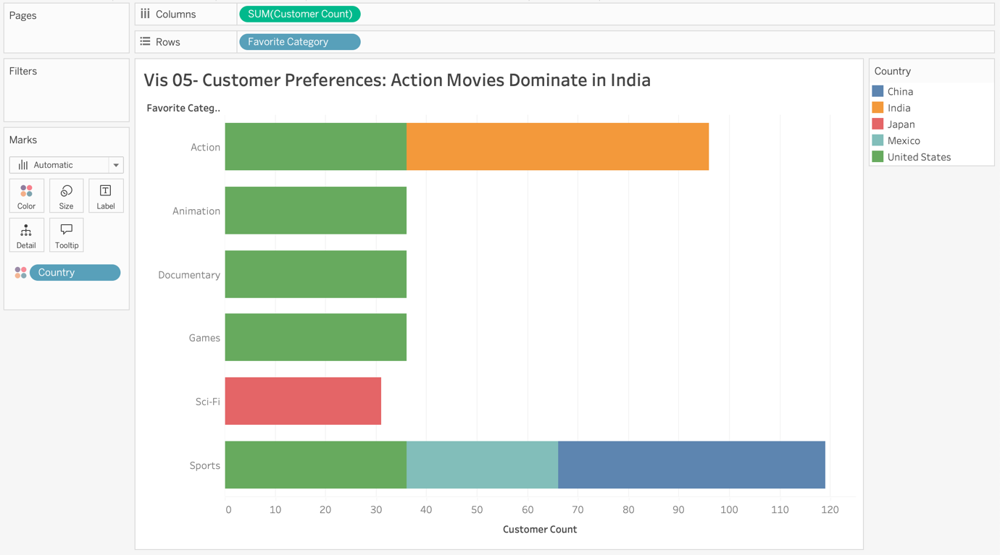 Pages
Columns
SUM(Customer Count)
Rows
Favorite Category
Filters
Marks
Automatic
Color
Size
Label
Detail
Tooltip
Country
Vis 05- Customer Preferences: Action Movies Dominate in India
Favorite Categ..
Action
Animation
Documentary
Games
Sci-Fi
Sports
0 10 20 30 40 50 60 70 80 90 100 110 120
Customer Count
Country
China
India
Japan
Mexico
United States